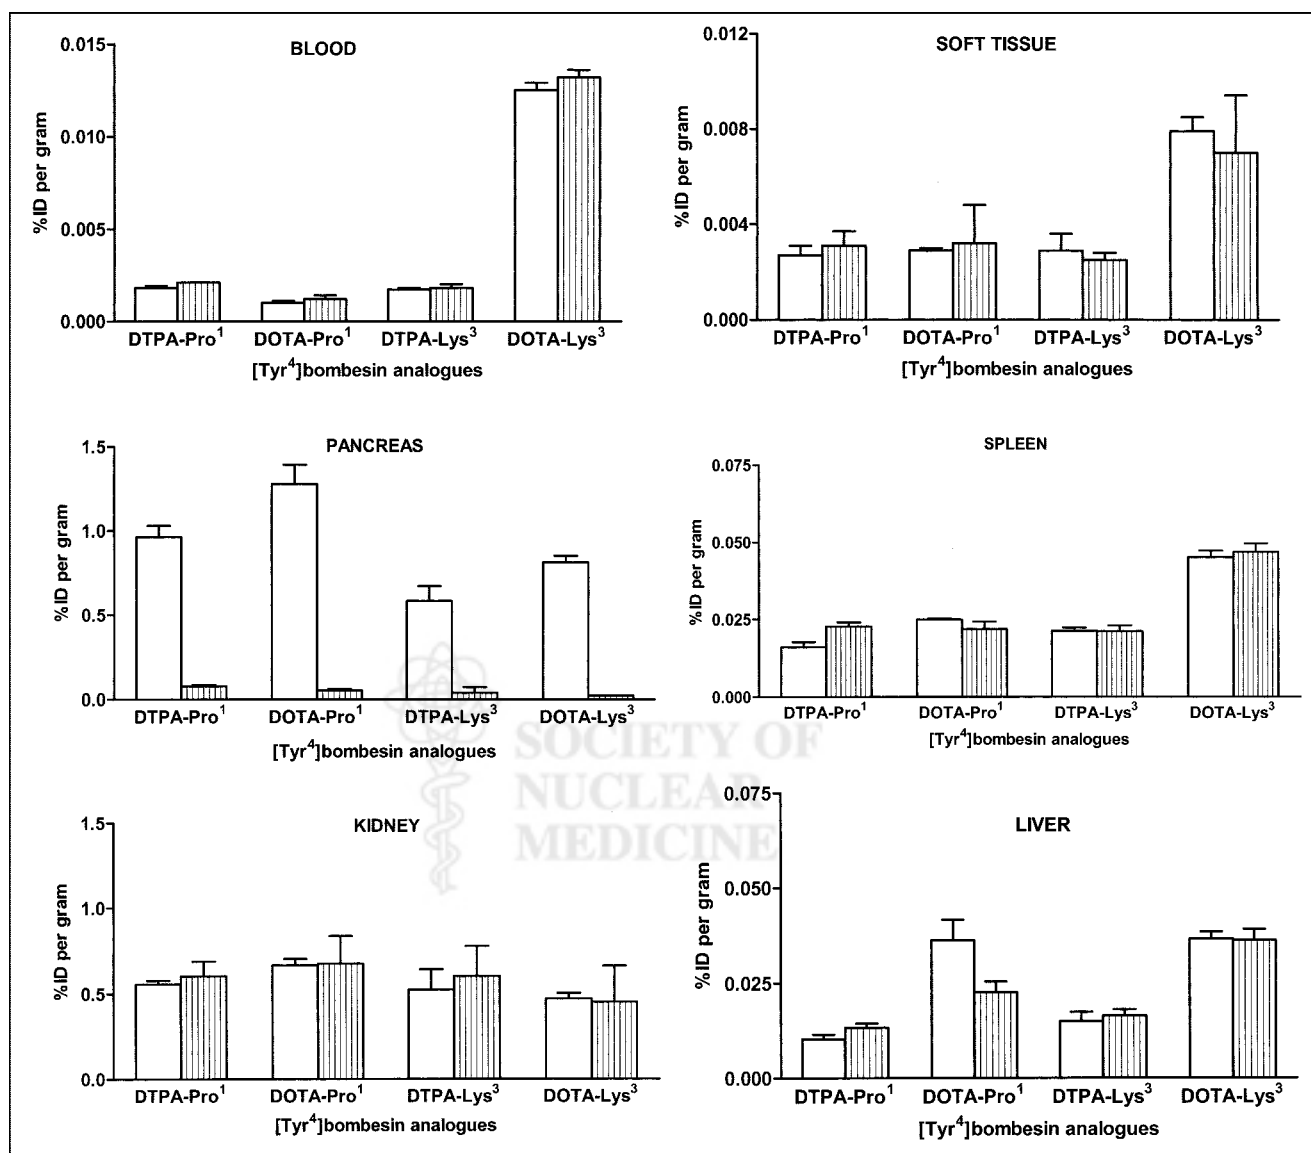 BLOOD
0.015
0.010
0.005
0.000
%ID per gram
DTPA-Pro¹ DOTA-Pro¹ DTPA-Lys³ DOTA-Lys³
[Tyr⁴]bombesin analogues
SOFT TISSUE
0.012
0.008
0.004
0.000
%ID per gram
DTPA-Pro¹ DOTA-Pro¹ DTPA-Lys³ DOTA-Lys³
[Tyr⁴]bombesin analogues
PANCREAS
1.5
1.0
0.5
0.0
%ID per gram
DTPA-Pro¹ DOTA-Pro¹ DTPA-Lys³ DOTA-Lys³
[Tyr⁴]bombesin analogues
SPLEEN
0.075
0.050
0.025
0.000
%ID per gram
DTPA-Pro¹ DOTA-Pro¹ DTPA-Lys³ DOTA-Lys³
[Tyr⁴]bombesin analogues
SOCIETY OF
NUCLEAR
MEDICINE
KIDNEY
1.5
1.0
0.5
0.0
%ID per gram
DTPA-Pro¹ DOTA-Pro¹ DTPA-Lys³ DOTA-Lys³
[Tyr⁴]bombesin analogues
LIVER
0.075
0.050
0.025
0.000
%ID per gram
DTPA-Pro¹ DOTA-Pro¹ DTPA-Lys³ DOTA-Lys³
[Tyr⁴]bombesin analogues